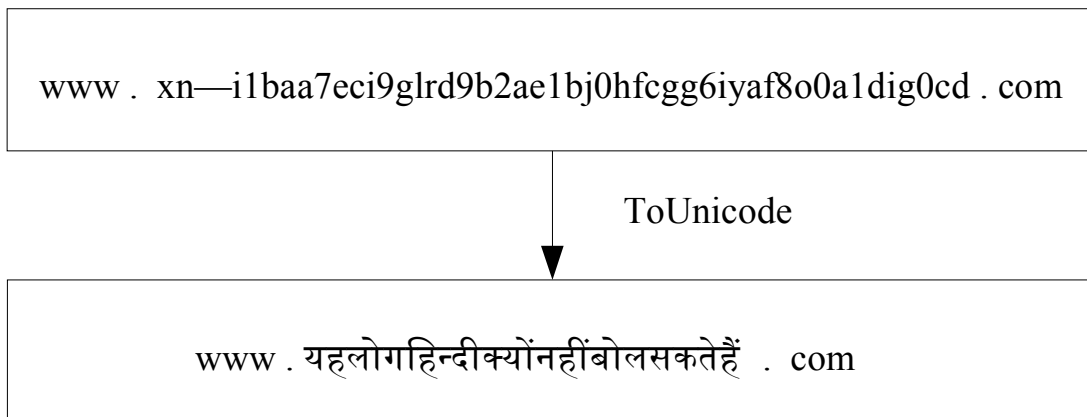 www . xn—i1baa7eci9glrd9b2ae1bj0hfcgg6iyaf8o0a1dig0cd . com
ToUnicode
www . यहलोगहिन्दीक्योंनहींबोलसकतेहैं . com